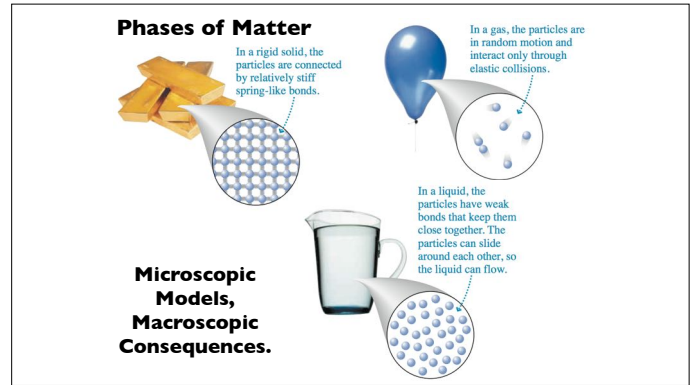 Phases of Matter
In a rigid solid, the
particles are connected
by relatively stiff
spring-like bonds.
In a gas, the particles are
in random motion and
interact only through
elastic collisions.
In a liquid, the
particles have weak
bonds that keep them
close together. The
particles can slide
around each other, so
the liquid can flow.
Microscopic
Models,
Macroscopic
Consequences.